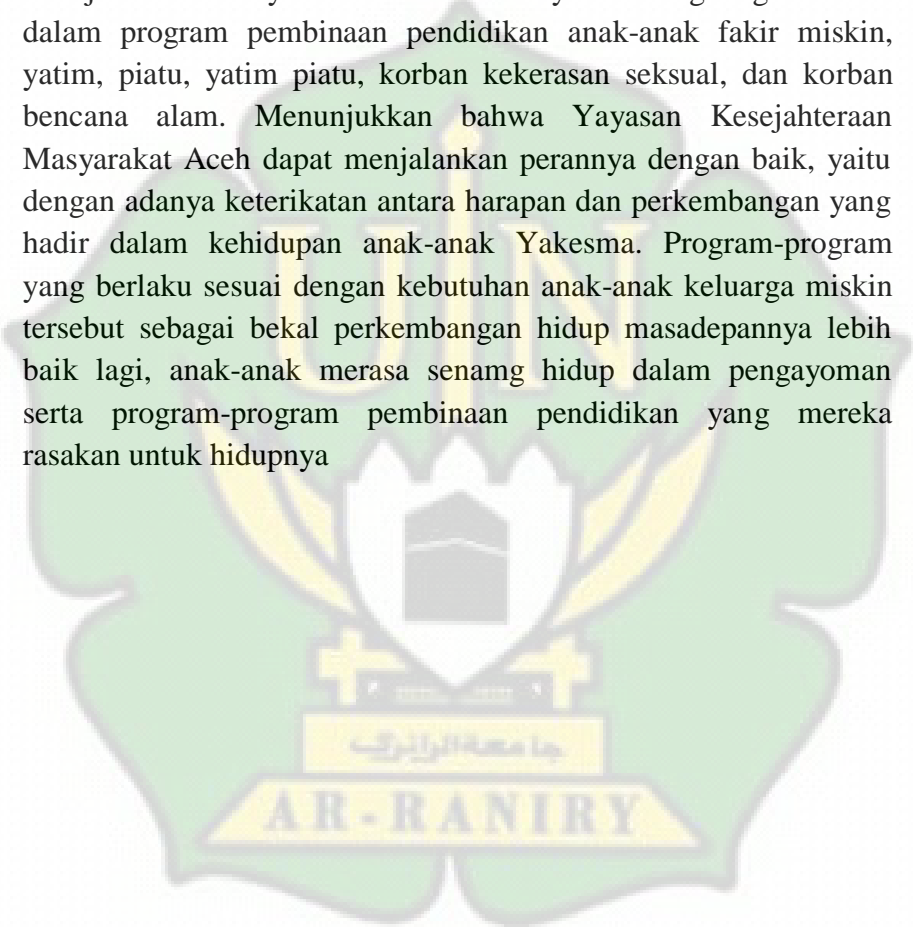 dalam program pembinaan pendidikan anak-anak fakir miskin,
yatim, piatu, yatim piatu, korban kekerasan seksual, dan korban
bencana alam. Menunjukkan bahwa Yayasan Kesejahteraan
Masyarakat Aceh dapat menjalankan perannya dengan baik, yaitu
dengan adanya keterikatan antara harapan dan perkembangan yang
hadir dalam kehidupan anak-anak Yakesma. Program-program
yang berlaku sesuai dengan kebutuhan anak-anak keluarga miskin
tersebut sebagai bekal perkembangan hidup masadepannya lebih
baik lagi, anak-anak merasa senamg hidup dalam pengayoman
serta program-program pembinaan pendidikan yang mereka
rasakan untuk hidupnya
UIN
جامعة الرانري
AR-RANIRY